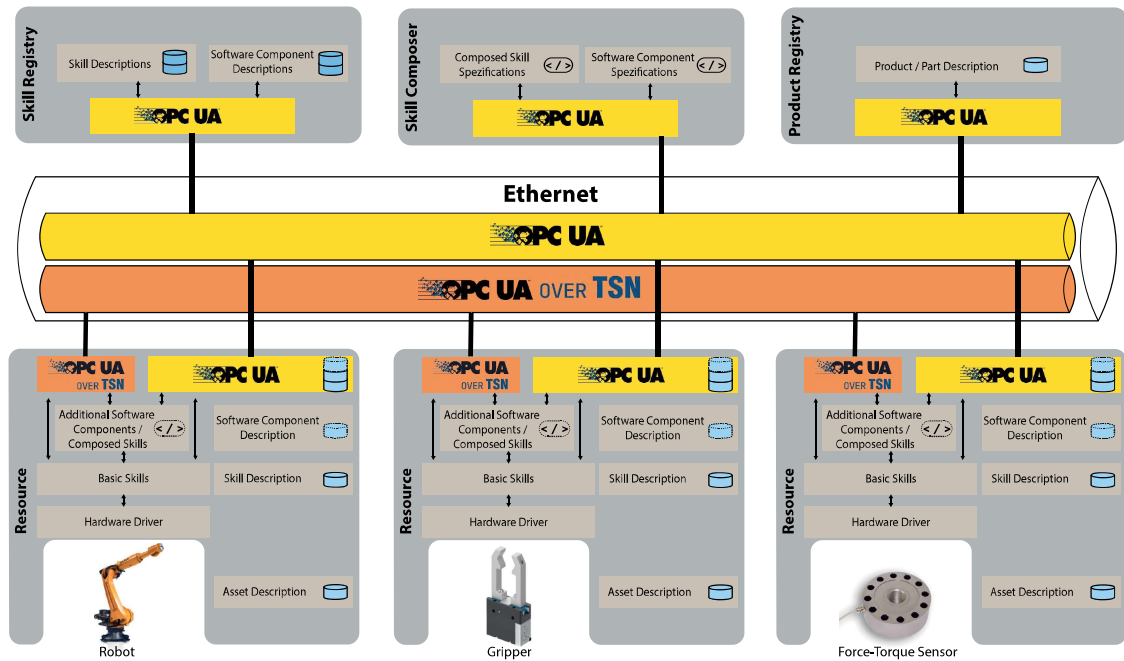 Skill Registry
Skill Descriptions
Software Component
Descriptions
OPC UA
Skill Composer
Composed Skill
Spezifications
</>
Software Component
Spezifications
</>
OPC UA
Product Registry
Product / Part Description
OPC UA
Ethernet
OPC UA
OPC UA OVER TSN
Resource
OPC UA
OVER TSN
OPC UA
Additional Software
Components /
Composed Skills
</>
Software Component
Description
Basic Skills
Skill Description
Hardware Driver
Asset Description
Robot
Resource
OPC UA
OVER TSN
OPC UA
Additional Software
Components /
Composed Skills
</>
Software Component
Description
Basic Skills
Skill Description
Hardware Driver
Asset Description
Gripper
Resource
OPC UA
OVER TSN
OPC UA
Additional Software
Components /
Composed Skills
</>
Software Component
Description
Basic Skills
Skill Description
Hardware Driver
Asset Description
Force-Torque Sensor